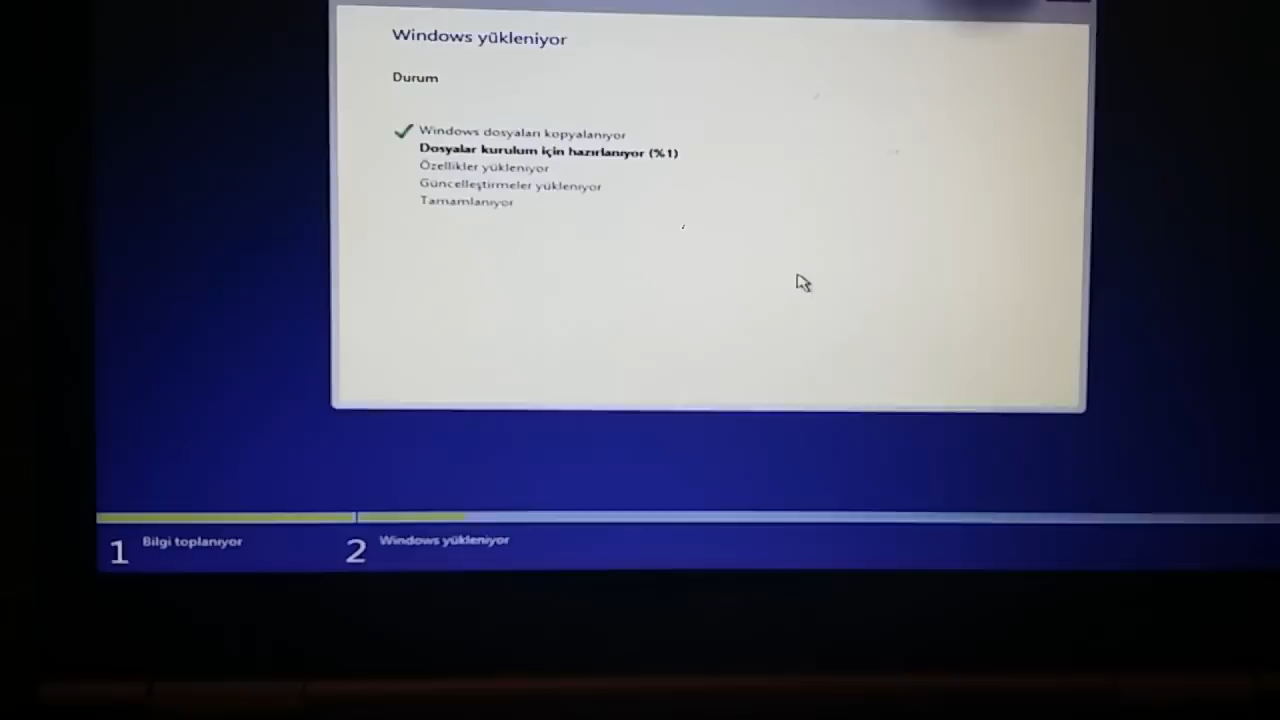 Windows yükleniyor
Durum
Windows dosyaları kopyalanıyor
Dosyalar kurulum için hazırlanıyor (%1)
Özellikler yükleniyor
Güncelleştirmeler yükleniyor
Tamamlanıyor
1 Bilgi toplanıyor
2 Windows yükleniyor